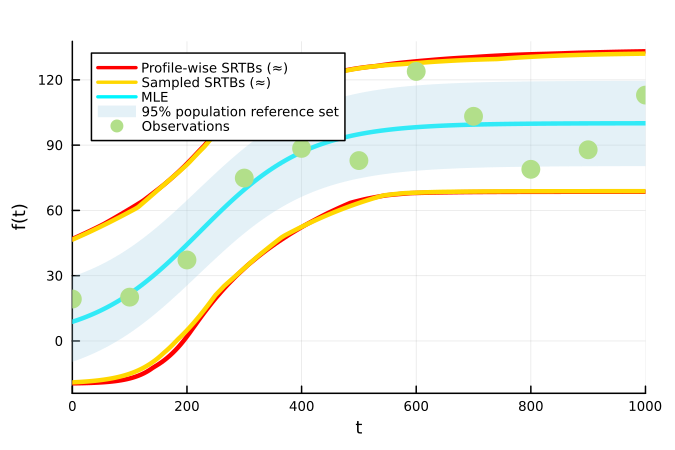 Profile-wise SRTBs (≈)
Sampled SRTBs (≈)
MLE
95% population reference set
Observations
120
90
60
30
0
f(t)
0 200 400 600 800 1000
t